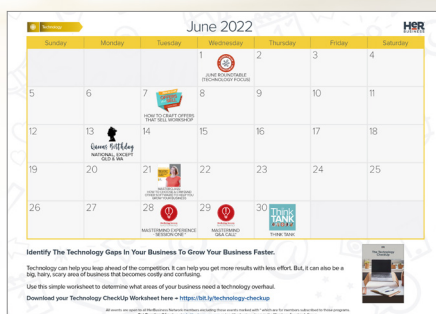 Technology
June 2022
HER
BUSINESS
Sunday Monday Tuesday Wednesday Thursday Friday Saturday
1 2 3 4
JUNE ROUNDTABLE
(TECHNOLOGY FOCUS)
5 6 7 8 9 10 11
HOW TO CRAFT OFFERS
THAT SELL WORKSHOP
12 13 14 15 16 17 18
Queens Birthday
NATIONAL, EXCEPT
QLD & WA
19 20 21 22 23 24 25
26 27 28 29 30
Think
TANK
MASTERMIND EXPERIENCE
- SESSION ONE *
MASTERMIND
Q&A CALL*
THINK TANK
Identify The Technology Gaps In Your Business To Grow Your Business Faster.
Technology can help you leap ahead of the competition. It can help you get more results with less effort. But, it can also be a
big, hairy, scary area of business that becomes costly and confusing.
Use this simple worksheet to determine areas you need a technology overhaul.
Download your Technology CheckUp Worksheet here → https://bit.ly/technology-checkup